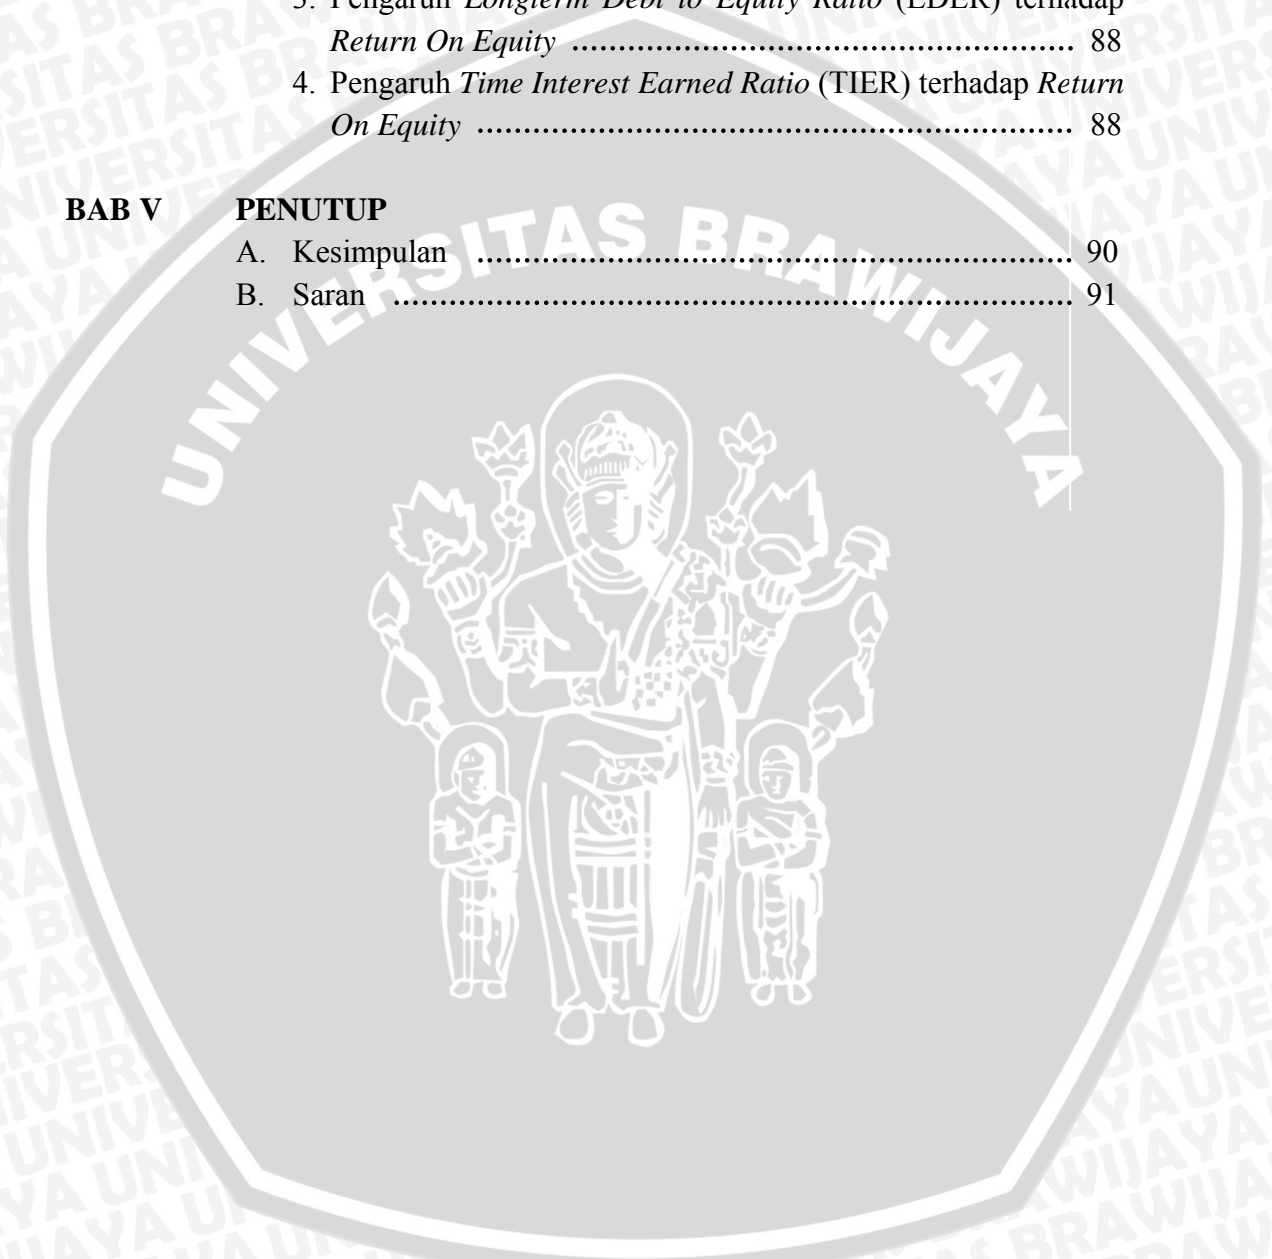 3. Pengaruh Longterm Debt to Equity Ratio (LDER) terhadap
Return On Equity ...................................................... 88
4. Pengaruh Time Interest Earned Ratio (TIER) terhadap Return
On Equity ................................................................ 88
BAB V PENUTUP
A. Kesimpulan ................................................................ 90
B. Saran ......................................................................... 91
UNIVERSITAS BRAWIJAYA